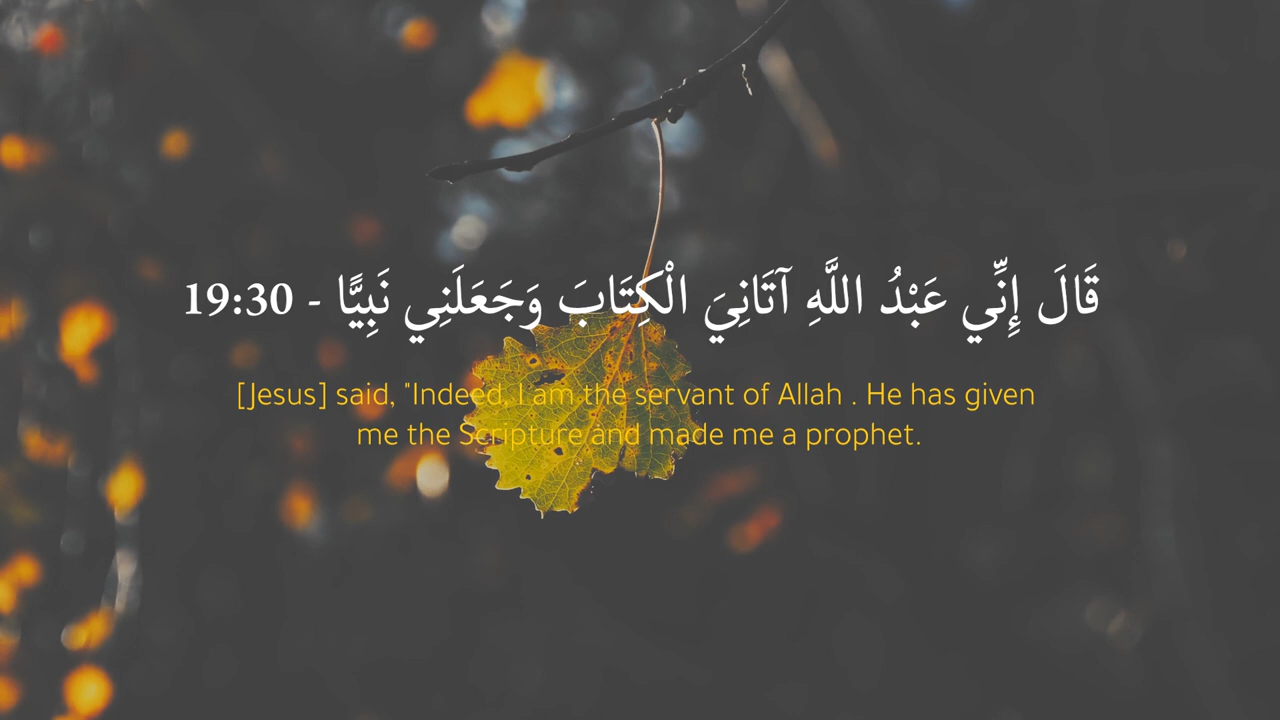 قَالَ إِنِّي عَبْدُ اللَّهِ آتَانِيَ الْكِتَابَ وَجَعَلَنِي نَبِيًّا - 19:30
[Jesus] said, "Indeed, I am the servant of Allah . He has given
me the Scripture and made me a prophet.